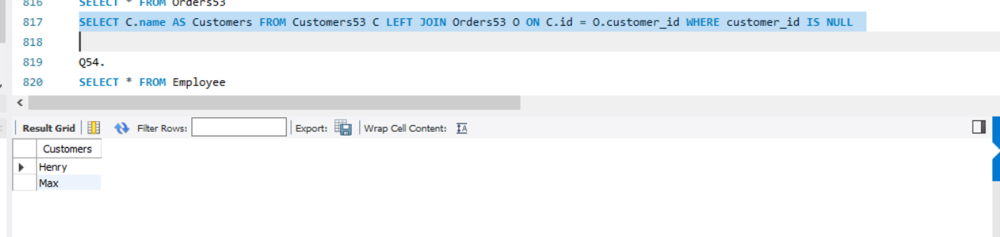 816 SELECT * FROM Orders53
817 SELECT C.name AS Customers FROM Customers53 C LEFT JOIN Orders53 O ON C.id = O.customer_id WHERE customer_id IS NULL
818
819 Q54.
820 SELECT * FROM Employee
Result Grid Filter Rows: Export: Wrap Cell Content:
Customers
Henry
Max